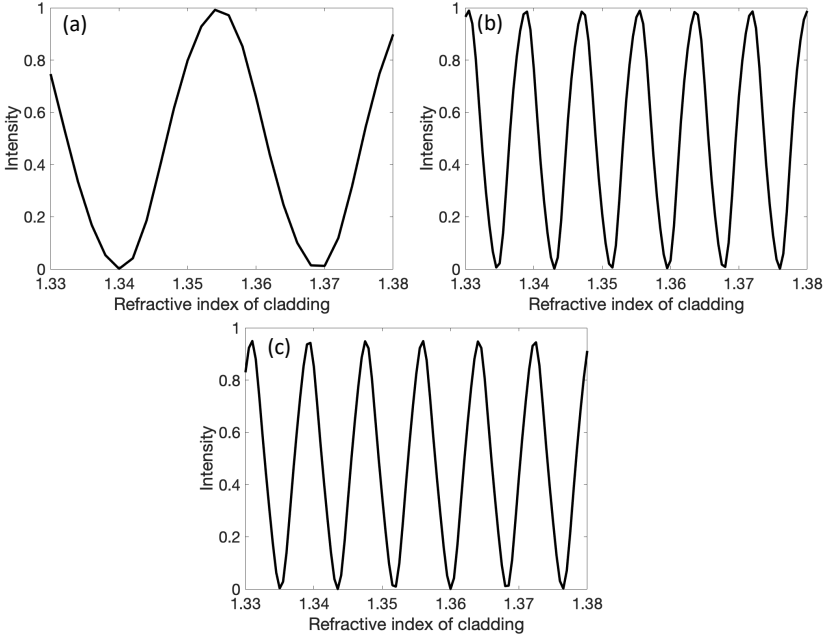 (a)
1
0.8
0.6
0.4
0.2
0
Intensity
1.33 1.34 1.35 1.36 1.37 1.38
Refractive index of cladding
(b)
1
0.8
0.6
0.4
0.2
0
Intensity
1.33 1.34 1.35 1.36 1.37 1.38
Refractive index of cladding
(c)
1
0.8
0.6
0.4
0.2
0
Intensity
1.33 1.34 1.35 1.36 1.37 1.38
Refractive index of cladding